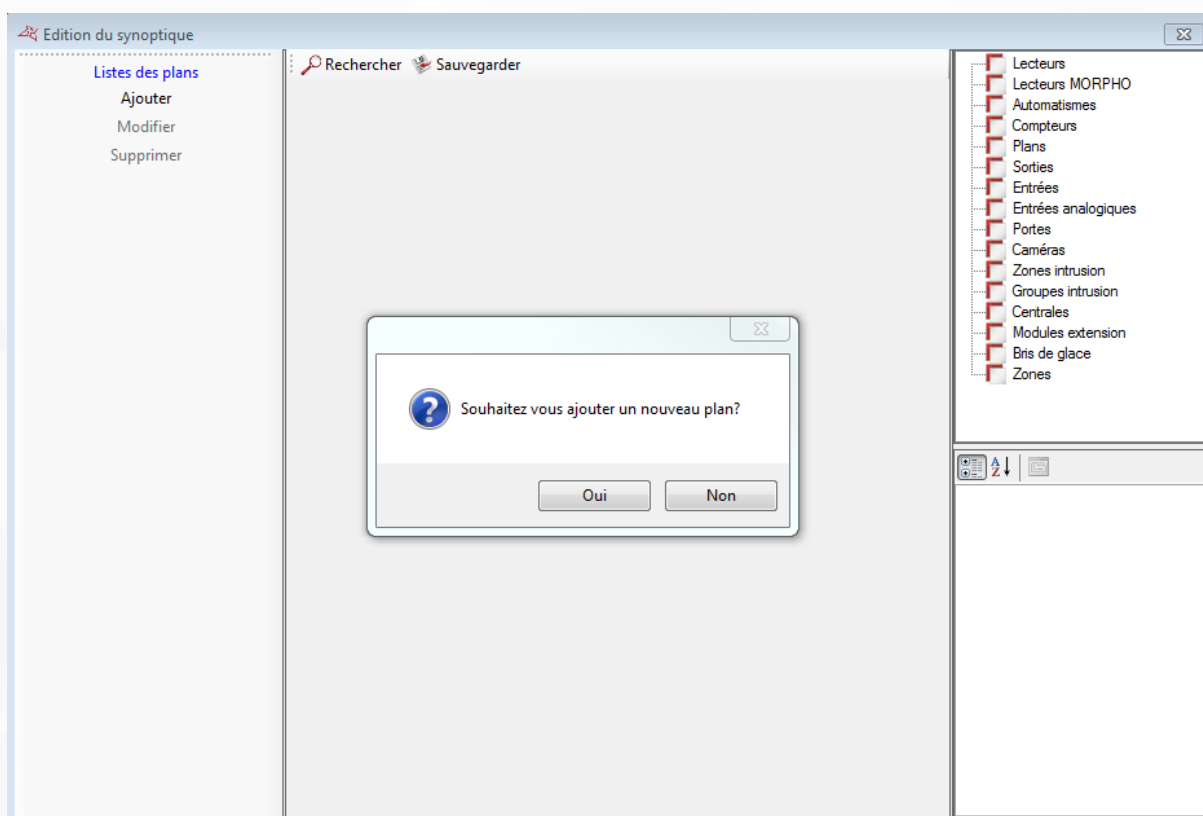 Edition du synoptique
Listes des plans
Ajouter
Modifier
Supprimer
Rechercher Sauvegarder
Souhaitez vous ajouter un nouveau plan?
Oui Non
Lecteurs
Lecteurs MORPHO
Automatismes
Compteurs
Plans
Sorties
Entrées
Entrées analogiques
Portes
Caméras
Zones intrusion
Groupes intrusion
Centrales
Modules extension
Bris de glace
Zones